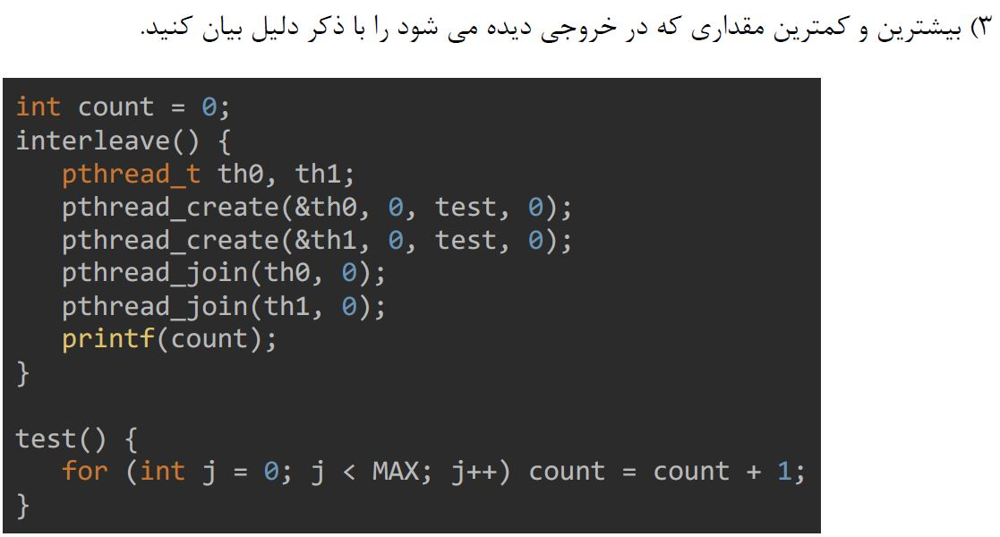 ۳) بیشترین و کمترین مقداری که در خروجی دیده می شود را با ذکر دلیل بیان کنید.
int count = 0;
interleave() {
   pthread_t th0, th1;
   pthread_create(&th0, 0, test, 0);
   pthread_create(&th1, 0, test, 0);
   pthread_join(th0, 0);
   pthread_join(th1, 0);
   printf(count);
}

test() {
   for (int j = 0; j < MAX; j++) count = count + 1;
}